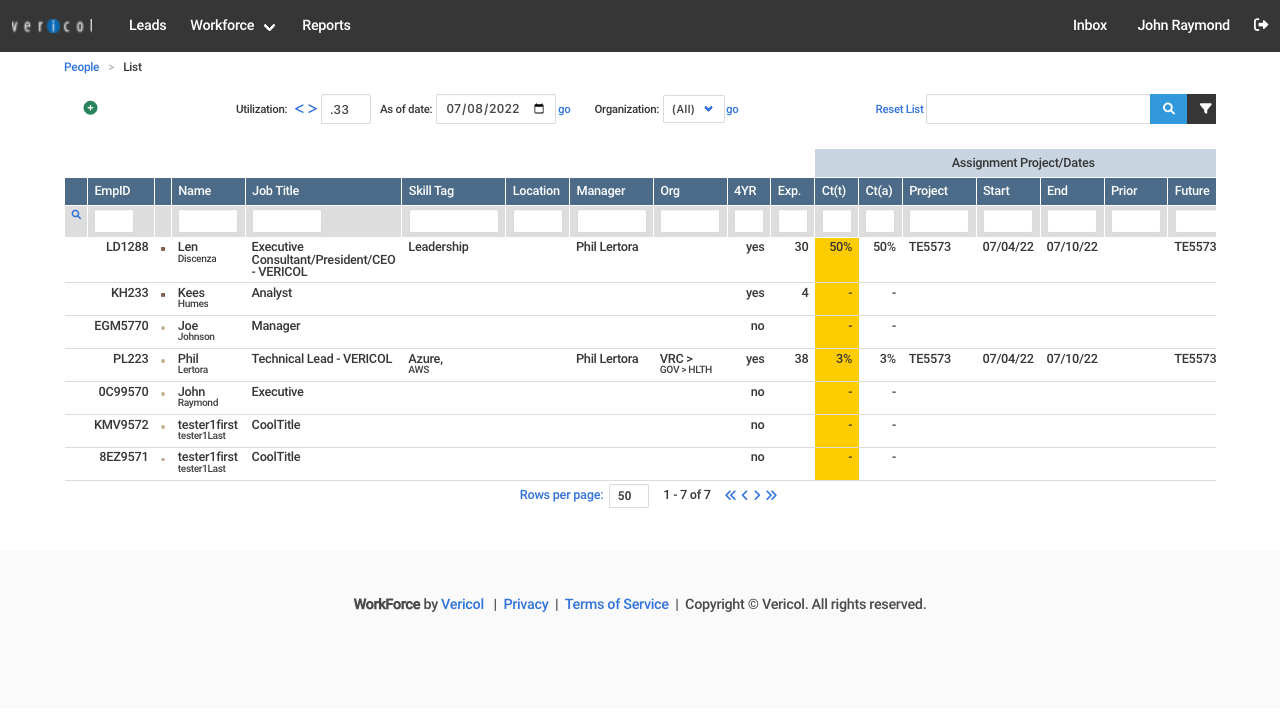 vericol Leads Workforce Reports Inbox John Raymond
People > List
Utilization: < > .33 As of date: 07/08/2022 go Organization: (All) go Reset List
Assignment Project/Dates
EmpID Name Job Title Skill Tag Location Manager Org 4YR Exp. Ct(t) Ct(a) Project Start End Prior Future
LD1288 Len Executive Leadership Phil Lertora yes 30 50% 50% TE5573 07/04/22 07/10/22 TE5573
Discenza Consultant/President/CEO
- VERICOL
KH233 Kees Analyst yes 4 - -
Humes
EGM5770 Joe Manager no - -
Johnson
PL223 Phil Technical Lead - VERICOL Azure, Phil Lertora VRC > yes 38 3% 3% TE5573 07/04/22 07/10/22 TE5573
Lertora AWS GOV > HLTH
0C99570 John Executive no - -
Raymond
KMV9572 tester1first CoolTitle no - -
tester1Last
8EZ9571 tester1first CoolTitle no - -
tester1Last
Rows per page: 50 1 - 7 of 7
WorkForce by Vericol | Privacy | Terms of Service | Copyright © Vericol. All rights reserved.